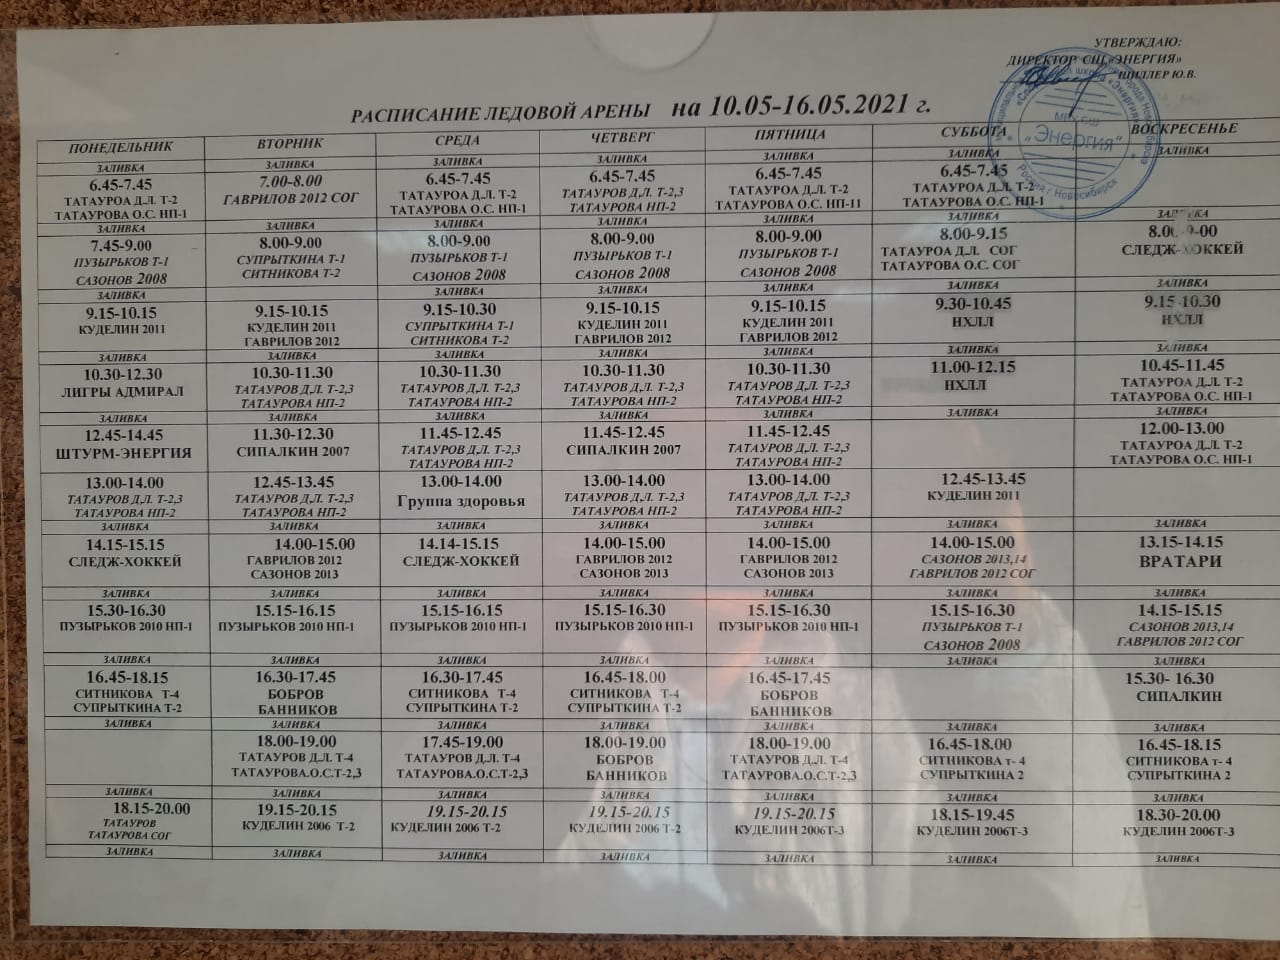 УТВЕРЖДАЮ:
ДИРЕКТОР СШ «ЭНЕРГИЯ»
ШИЛЛЕР Ю.В.
„Энергия”
Россия г. Новосибирск
РАСПИСАНИЕ ЛЕДОВОЙ АРЕНЫ на 10.05-16.05.2021 г.
ПОНЕДЕЛЬНИК ВТОРНИК СРЕДА ЧЕТВЕРГ ПЯТНИЦА СУББОТА ВОСКРЕСЕНЬЕ
ЗАЛИВКА ЗАЛИВКА ЗАЛИВКА ЗАЛИВКА ЗАЛИВКА ЗАЛИВКА ЗАЛИВКА
6.45-7.45 7.00-8.00 6.45-7.45 6.45-7.45 6.45-7.45 6.45-7.45
ТАТАУРОА Д.Л. Т-2 ГАВРИЛОВ 2012 СОГ ТАТАУРОА Д.Л. Т-2 ТАТАУРОВ Д.Л. Т-2,3 ТАТАУРОА Д.Л. Т-2 ТАТАУРОА Д.Л. Т-2
ТАТАУРОВА О.С. НП-1 ТАТАУРОВА О.С. НП-1 ТАТАУРОВА НП-2 ТАТАУРОВА О.С. НП-11 ТАТАУРОВА О.С. НП-1
ЗАЛИВКА ЗАЛИВКА ЗАЛИВКА ЗАЛИВКА ЗАЛИВКА ЗАЛИВКА ЗАЛИВКА
7.45-9.00 8.00-9.00 8.00-9.00 8.00-9.00 8.00-9.00 8.00-9.15 8.00-9-00
ПУЗЫРЬКОВ Т-1 СУПРЫТКИНА Т-1 ПУЗЫРЬКОВ Т-1 ПУЗЫРЬКОВ Т-1 ПУЗЫРЬКОВ Т-1 ТАТАУРОА Д.Л. СОГ СЛЕДЖ-ХОККЕЙ
САЗОНОВ 2008 СИТНИКОВА Т-2 САЗОНОВ 2008 САЗОНОВ 2008 САЗОНОВ 2008 ТАТАУРОВА О.С. СОГ
ЗАЛИВКА ЗАЛИВКА ЗАЛИВКА ЗАЛИВКА ЗАЛИВКА ЗАЛИВКА ЗАЛИВКА
9.15-10.15 9.15-10.15 9.15-10.30 9.15-10.15 9.15-10.15 9.30-10.45 9.15-10.30
КУДЕЛИН 2011 КУДЕЛИН 2011 СУПРЫТКИНА Т-1 КУДЕЛИН 2011 КУДЕЛИН 2011 НХЛЛ НХЛЛ
ГАВРИЛОВ 2012 СИТНИКОВА Т-2 ГАВРИЛОВ 2012 ГАВРИЛОВ 2012
ЗАЛИВКА ЗАЛИВКА ЗАЛИВКА ЗАЛИВКА ЗАЛИВКА ЗАЛИВКА ЗАЛИВКА
10.30-12.30 10.30-11.30 10.30-11.30 10.30-11.30 10.30-11.30 11.00-12.15 10.45-11.45
ЛИГРЫ АДМИРАЛ ТАТАУРОВ Д.Л. Т-2,3 ТАТАУРОВ Д.Л. Т-2,3 ТАТАУРОВ Д.Л. Т-2,3 ТАТАУРОВ Д.Л. Т-2,3 НХЛЛ ТАТАУРОА Д.Л. Т-2
ТАТАУРОВА НП-2 ТАТАУРОВА НП-2 ТАТАУРОВА НП-2 ТАТАУРОВА НП-2 ТАТАУРОВА О.С. НП-1
ЗАЛИВКА ЗАЛИВКА ЗАЛИВКА ЗАЛИВКА ЗАЛИВКА ЗАЛИВКА ЗАЛИВКА
12.45-14.45 11.30-12.30 11.45-12.45 11.45-12.45 11.45-12.45 12.00-13.00
ШТУРМ-ЭНЕРГИЯ СИПАЛКИН 2007 ТАТАУРОВ Д.Л. Т-2,3 СИПАЛКИН 2007 ТАТАУРОВ Д.Л. Т-2,3 ТАТАУРОА Д.Л. Т-2
ТАТАУРОВА НП-2 ТАТАУРОВА НП-2 ТАТАУРОВА О.С. НП-1
13.00-14.00 12.45-13.45 13.00-14.00 13.00-14.00 13.00-14.00 12.45-13.45
ТАТАУРОВ Д.Л. Т-2,3 ТАТАУРОВ Д.Л. Т-2,3 Группа здоровья ТАТАУРОВ Д.Л. Т-2,3 ТАТАУРОВ Д.Л. Т-2,3 КУДЕЛИН 2011
ТАТАУРОВА НП-2 ТАТАУРОВА НП-2 ТАТАУРОВА НП-2 ТАТАУРОВА НП-2
ЗАЛИВКА ЗАЛИВКА ЗАЛИВКА ЗАЛИВКА ЗАЛИВКА ЗАЛИВКА ЗАЛИВКА
14.15-15.15 14.00-15.00 14.14-15.15 14.00-15.00 14.00-15.00 14.00-15.00 13.15-14.15
СЛЕДЖ-ХОККЕЙ ГАВРИЛОВ 2012 СЛЕДЖ-ХОККЕЙ ГАВРИЛОВ 2012 ГАВРИЛОВ 2012 САЗОНОВ 2013,14 ВРАТАРИ
САЗОНОВ 2013 САЗОНОВ 2013 САЗОНОВ 2013 ГАВРИЛОВ 2012 СОГ
ЗАЛИВКА ЗАЛИВКА ЗАЛИВКА ЗАЛИВКА ЗАЛИВКА ЗАЛИВКА ЗАЛИВКА
15.30-16.30 15.15-16.15 15.15-16.15 15.15-16.30 15.15-16.30 15.15-16.30 14.15-15.15
ПУЗЫРЬКОВ 2010 НП-1 ПУЗЫРЬКОВ 2010 НП-1 ПУЗЫРЬКОВ 2010 НП-1 ПУЗЫРЬКОВ 2010 НП-1 ПУЗЫРЬКОВ 2010 НП-1 ПУЗЫРЬКОВ Т-1 САЗОНОВ 2013,14
САЗОНОВ 2008 ГАВРИЛОВ 2012 СОГ
ЗАЛИВКА ЗАЛИВКА ЗАЛИВКА ЗАЛИВКА ЗАЛИВКА ЗАЛИВКА ЗАЛИВКА
16.45-18.15 16.30-17.45 16.30-17.45 16.45-18.00 16.45-17.45 15.30- 16.30
СИТНИКОВА Т-4 БОБРОВ СИТНИКОВА Т-4 СИТНИКОВА Т-4 БОБРОВ СИПАЛКИН
СУПРЫТКИНА Т-2 БАННИКОВ СУПРЫТКИНА Т-2 СУПРЫТКИНА Т-2 БАННИКОВ
ЗАЛИВКА ЗАЛИВКА ЗАЛИВКА ЗАЛИВКА ЗАЛИВКА ЗАЛИВКА ЗАЛИВКА
18.00-19.00 17.45-19.00 18.00-19.00 18.00-19.00 16.45-18.00 16.45-18.15
ТАТАУРОВ Д.Л. Т-4 ТАТАУРОВ Д.Л. Т-4 БОБРОВ ТАТАУРОВ Д.Л. Т-4 СИТНИКОВА т- 4 СИТНИКОВА т- 4
ТАТАУРОВА.О.С.Т-2,3 ТАТАУРОВА.О.С.Т-2,3 БАННИКОВ ТАТАУРОВА.О.С.Т-2,3 СУПРЫТКИНА 2 СУПРЫТКИНА 2
ЗАЛИВКА ЗАЛИВКА ЗАЛИВКА ЗАЛИВКА ЗАЛИВКА ЗАЛИВКА ЗАЛИВКА
18.15-20.00 19.15-20.15 19.15-20.15 19.15-20.15 19.15-20.15 18.15-19.45 18.30-20.00
ТАТАУРОВ КУДЕЛИН 2006 Т-2 КУДЕЛИН 2006 Т-2 КУДЕЛИН 2006 Т-2 КУДЕЛИН 2006Т-3 КУДЕЛИН 2006Т-3 КУДЕЛИН 2006Т-3
ТАТАУРОВА СОГ
ЗАЛИВКА ЗАЛИВКА ЗАЛИВКА ЗАЛИВКА ЗАЛИВКА ЗАЛИВКА ЗАЛИВКА